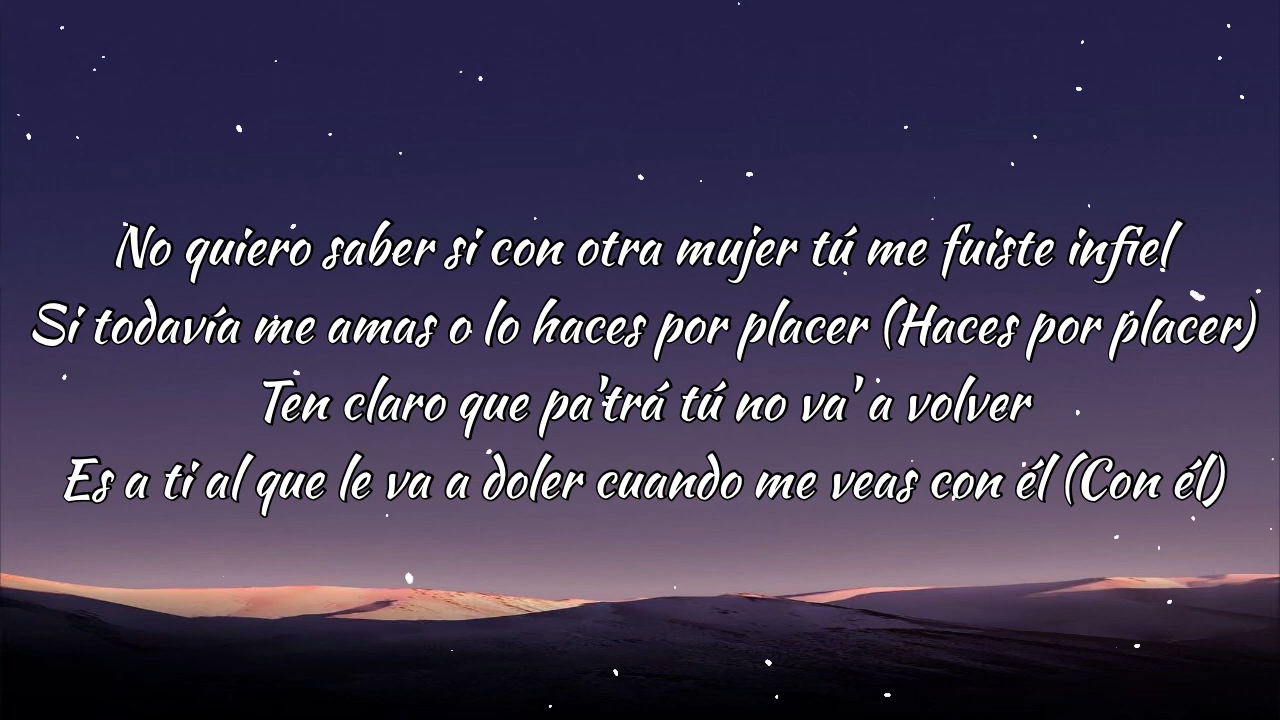 No quiero saber si con otra mujer tú me fuiste infiel
Si todavía me amas o lo haces por placer (Haces por placer)
Ten claro que pa'trá tú no va' a volver
Es a ti al que le va a doler cuando me veas con él (Con él)